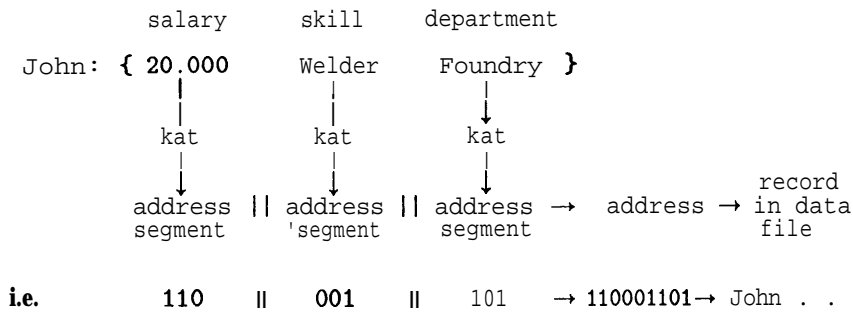 salary skill department
John: { 20.000 Welder Foundry }
kat kat kat
address || address || address → address → record in data file
segment 'segment segment
i.e. 110 || 001 || 101 → 110001101 → John . .